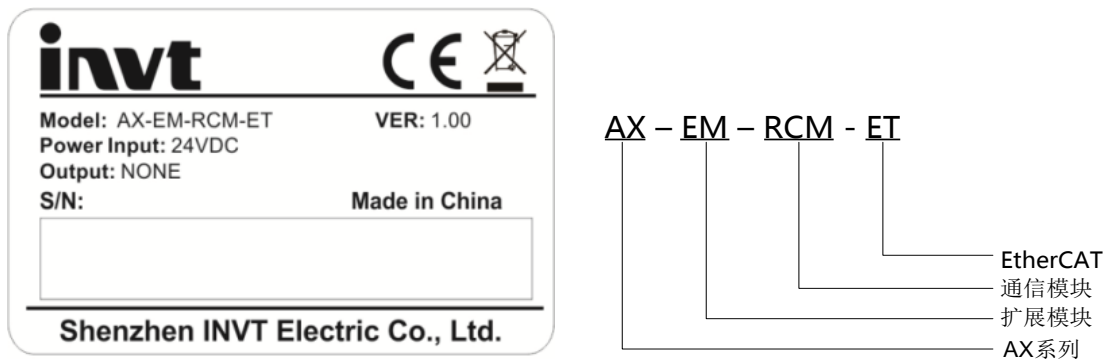 invt CE
Model: AX-EM-RCM-ET VER: 1.00
Power Input: 24VDC
Output: NONE
S/N: Made in China
Shenzhen INVT Electric Co., Ltd.
AX – EM – RCM - ET
EtherCAT
通信模块
扩展模块
AX系列